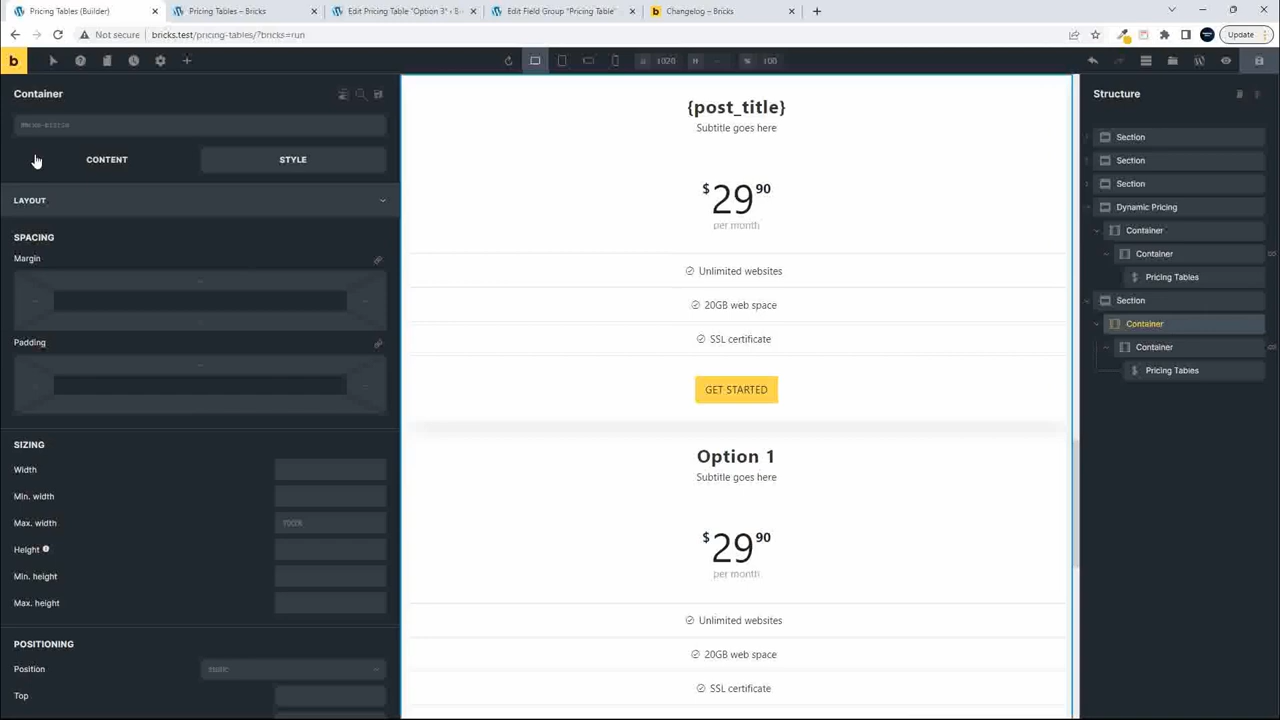 Pricing Tables (Builder)
Pricing Tables – Bricks
Edit Pricing Table "Option 3" ‹ B
Edit Field Group "Pricing Table"
Changelog – Bricks
Not secure
bricks.test/pricing-tables/?bricks=run
Update
b
1020
H
%
100
Container
CONTENT
STYLE
LAYOUT
SPACING
Margin
Padding
SIZING
Width
Min. width
Max. width
100%
Height
Min. height
Max. height
POSITIONING
Position
static
Top
{post_title}
Subtitle goes here
$29 90
per month
Unlimited websites
20GB web space
SSL certificate
GET STARTED
Option 1
Subtitle goes here
$29 90
per month
Unlimited websites
20GB web space
SSL certificate
Structure
Section
Section
Section
Dynamic Pricing
Container
Container
Pricing Tables
Section
Container
Container
Pricing Tables